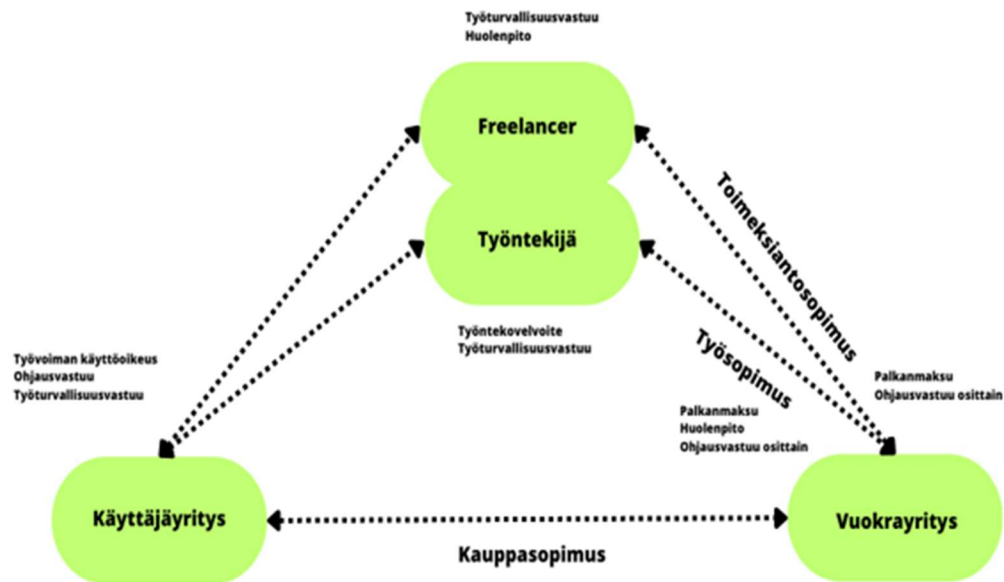 Työturvallisuusvastuu
Huolenpito
Freelancer
Työntekijä
Toimeksiantosopimus
Työsopimus
Työntekovelvoite
Työturvallisuusvastuu
Työvoiman käyttöoikeus
Ohjausvastuu
Työturvallisuusvastuu
Palkanmaksu
Huolenpito
Ohjausvastuu osittain
Palkanmaksu
Ohjausvastuu osittain
Käyttäjäyritys
Kauppasopimus
Vuokrayritys